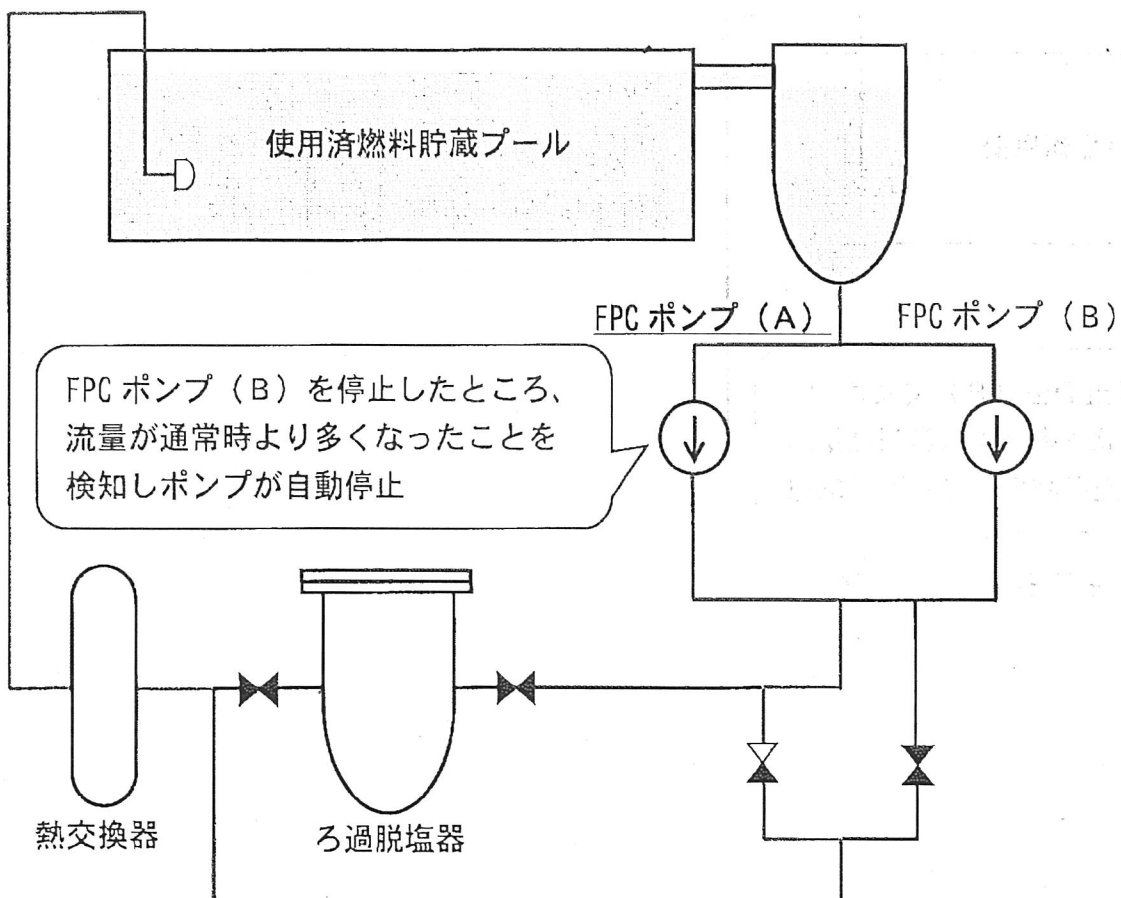 使用済燃料貯蔵プール
FPC ポンプ（A）
FPC ポンプ（B）
FPC ポンプ（B）を停止したところ、
流量が通常時より多くなったことを
検知しポンプが自動停止
熱交換器
ろ過脱塩器